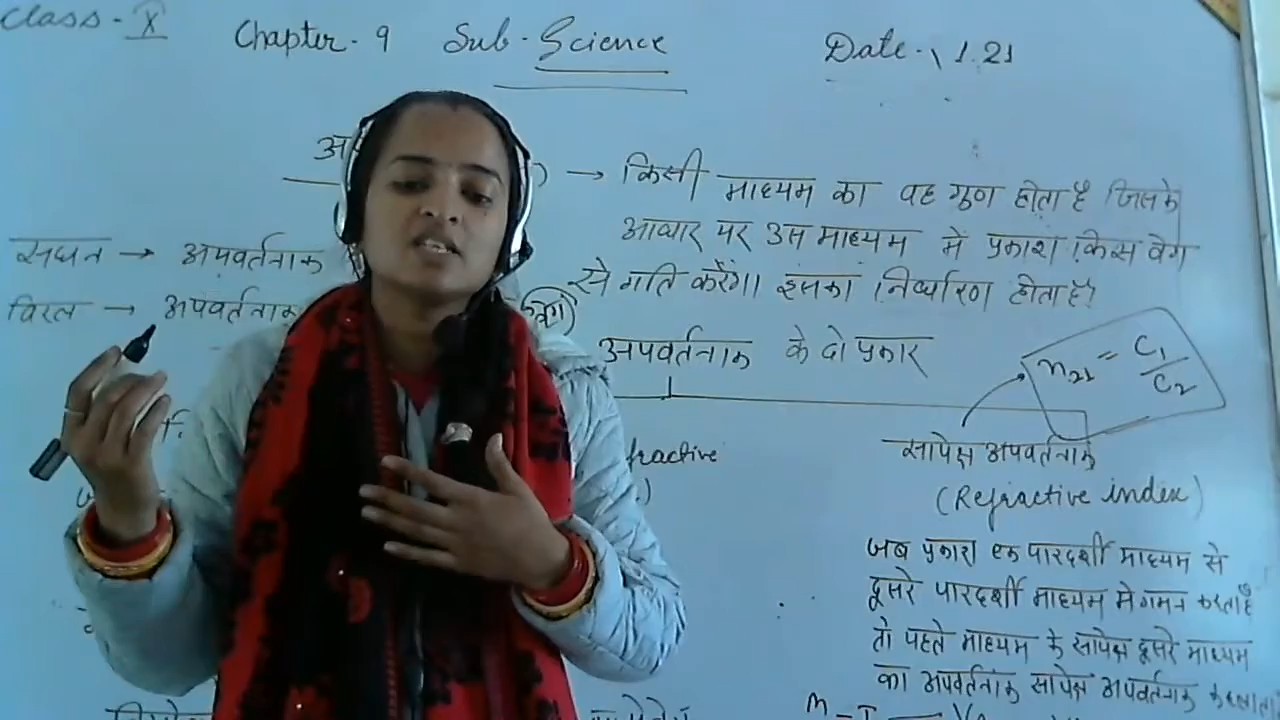 Class - X Chapter - 9 Sub - Science Date - 1.21
→ किसी माध्यम का वह गुण होता है जिसके
आधार पर उस माध्यम में प्रकाश किस वेग
से गति करेंगा। इसका निर्धारण होता है।
सघन → अपवर्तनाक
विरल → अपवर्तनाक
वेग)
अपवर्तनाक के दो प्रकार
n₂₁ = C₁/C₂
सापेक्ष अपवर्तनाक
(Refractive index)
जब प्रकाश एक पारदर्शी माध्यम से
दूसरे पारदर्शी माध्यम मे गमन करता है
तो पहले माध्यम के सापेक्ष दूसरे माध्यम
का अपवर्तनांक सापेक्ष अपवर्तनाक कहलाता